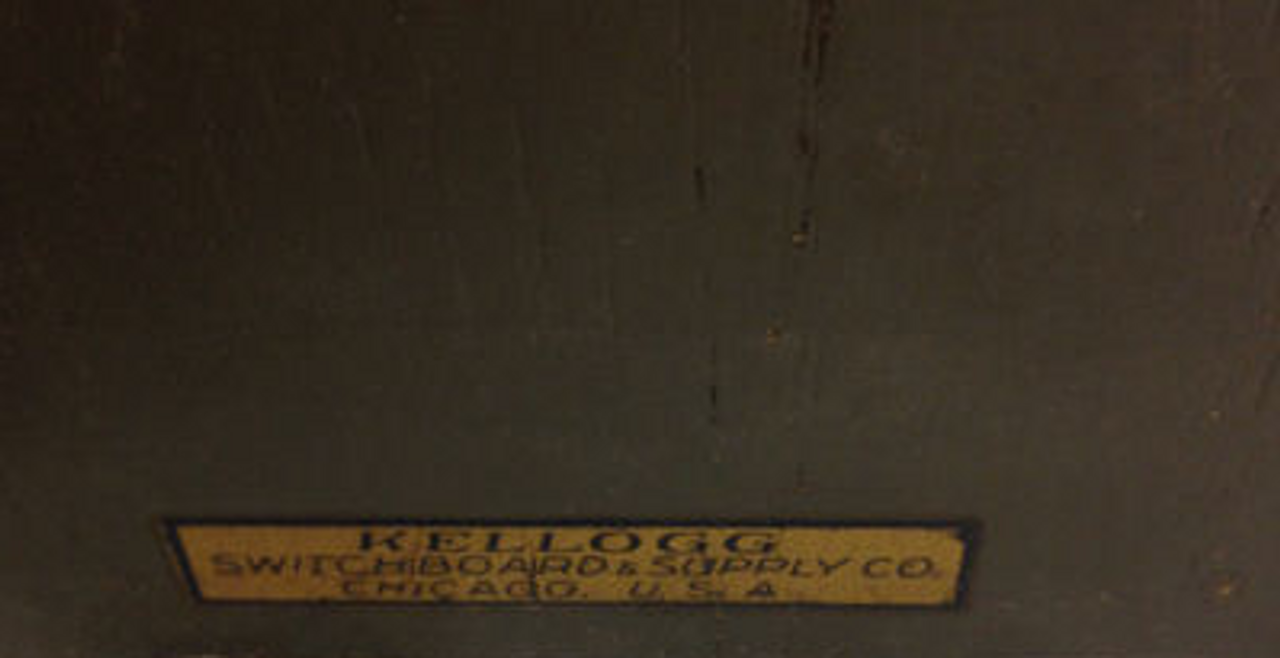 KELLOGG
SWITCHBOARD & SUPPLY CO.
CHICAGO. U. S. A